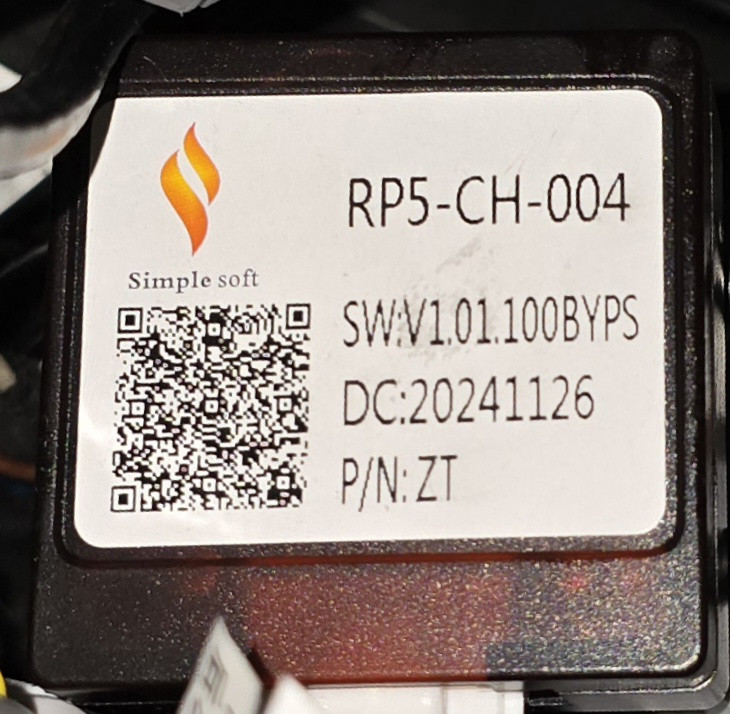 Simple soft
RP5-CH-004
SW:V1.01.100BYPS
DC:20241126
P/N: ZT